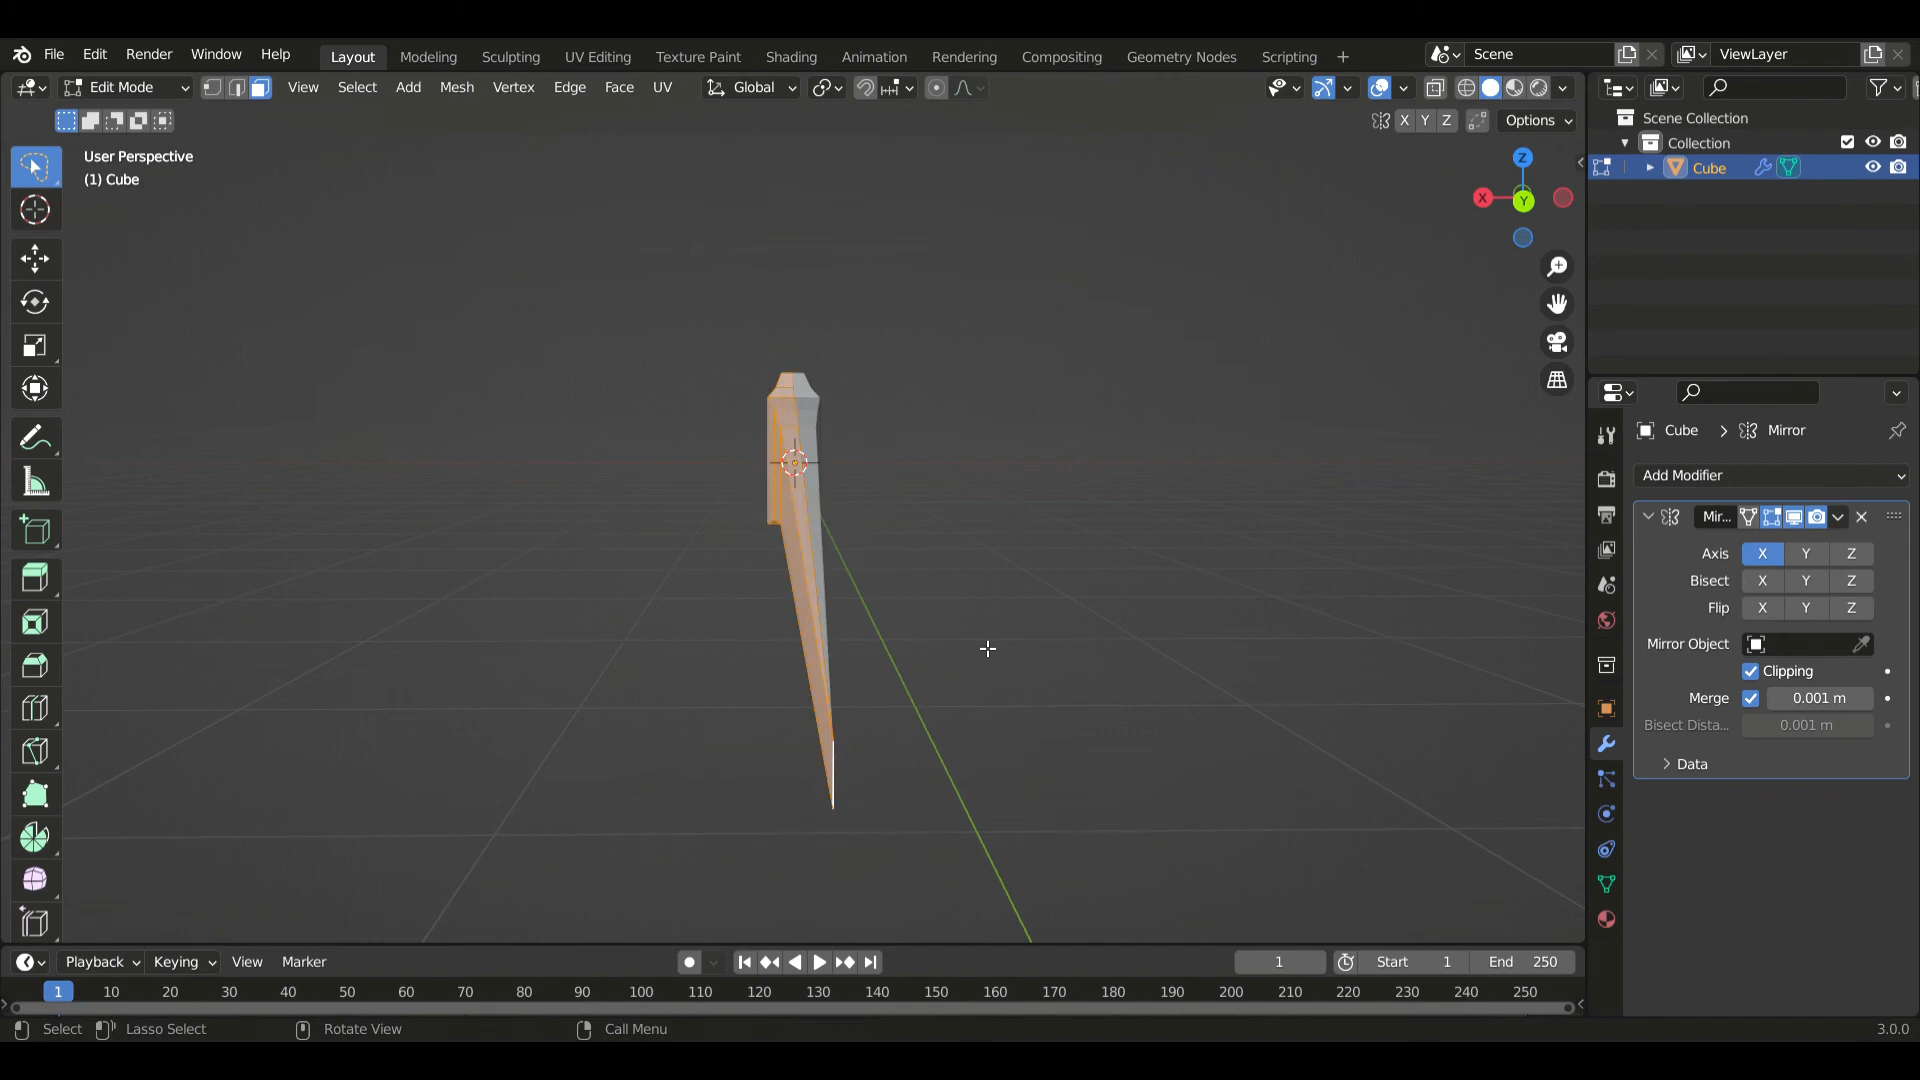 File Edit Render Window Help Layout Modeling Sculpting UV Editing Texture Paint Shading Animation Rendering Compositing Geometry Nodes Scripting + Scene ViewLayer
Edit Mode View Select Add Mesh Vertex Edge Face UV Global
X Y Z Options
User Perspective
(1) Cube
Z
X
Y
Scene Collection
Collection
Cube
Cube > Mirror
Add Modifier
Mir...
Axis X Y Z
Bisect X Y Z
Flip X Y Z
Mirror Object
Clipping
Merge 0.001 m
Bisect Dista... 0.001 m
Data
Playback Keying View Marker 1 Start 1 End 250
1 10 20 30 40 50 60 70 80 90 100 110 120 130 140 150 160 170 180 190 200 210 220 230 240 250
Select Lasso Select Rotate View Call Menu 3.0.0